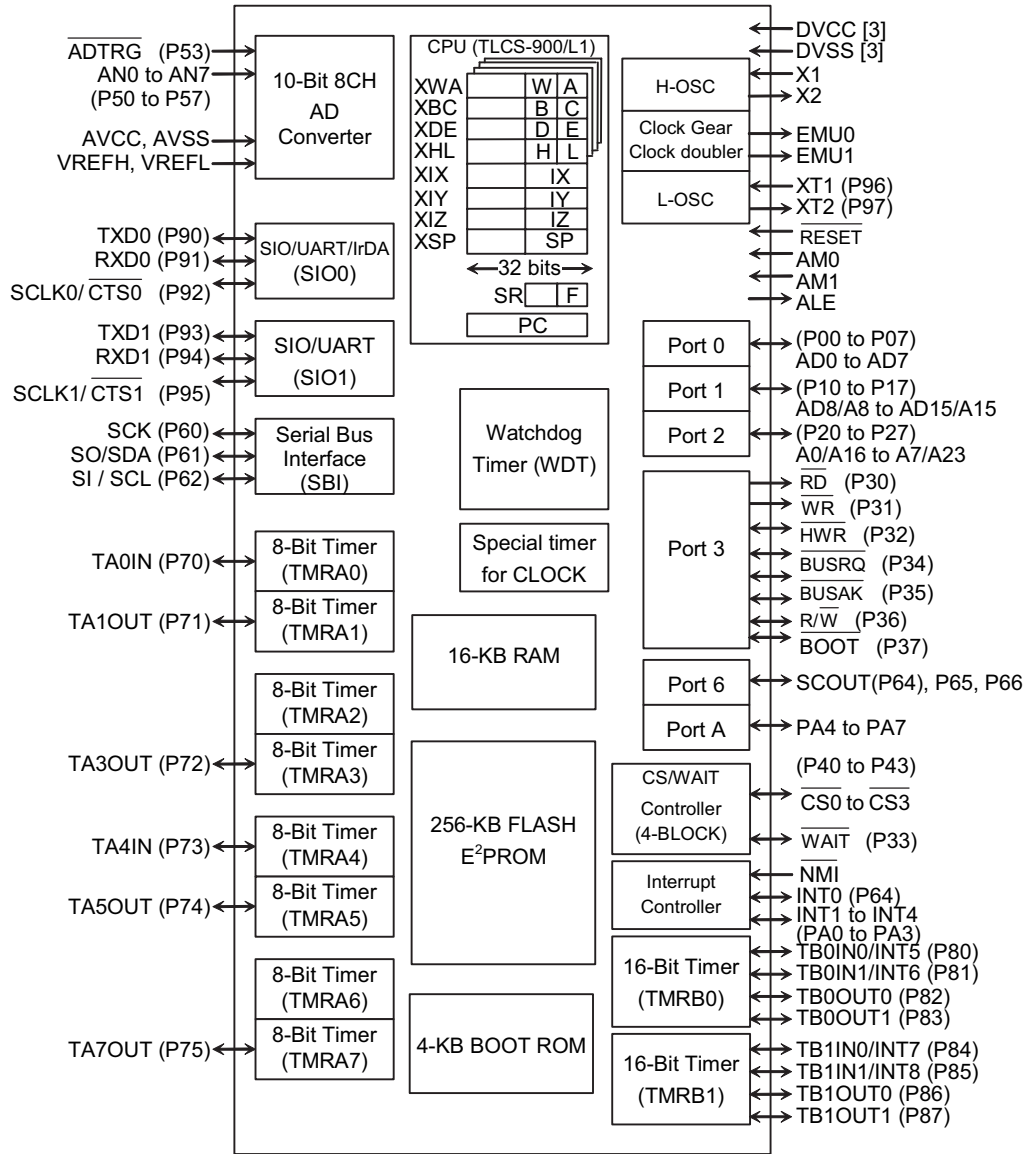 ADTRG (P53)
AN0 to AN7
(P50 to P57)
AVCC, AVSS
VREFH, VREFL
10-Bit 8CH
AD
Converter
TXD0 (P90)
RXD0 (P91)
SCLK0/ CTS0 (P92)
SIO/UART/IrDA
(SIO0)
TXD1 (P93)
RXD1 (P94)
SCLK1/ CTS1 (P95)
SIO/UART
(SIO1)
SCK (P60)
SO/SDA (P61)
SI / SCL (P62)
Serial Bus
Interface
(SBI)
TA0IN (P70)
8-Bit Timer
(TMRA0)
TA1OUT (P71)
8-Bit Timer
(TMRA1)
8-Bit Timer
(TMRA2)
TA3OUT (P72)
8-Bit Timer
(TMRA3)
TA4IN (P73)
8-Bit Timer
(TMRA4)
TA5OUT (P74)
8-Bit Timer
(TMRA5)
8-Bit Timer
(TMRA6)
TA7OUT (P75)
8-Bit Timer
(TMRA7)
CPU (TLCS-900/L1)
XWA W A
XBC B C
XDE D E
XHL H L
XIX IX
XIY IY
XIZ IZ
XSP SP
32 bits
SR F
PC
Watchdog
Timer (WDT)
Special timer
for CLOCK
16-KB RAM
256-KB FLASH
E²PROM
4-KB BOOT ROM
DVCC [3]
DVSS [3]
H-OSC
X1
X2
Clock Gear
Clock doubler
EMU0
EMU1
L-OSC
XT1 (P96)
XT2 (P97)
RESET
AM0
AM1
ALE
Port 0
(P00 to P07)
AD0 to AD7
Port 1
(P10 to P17)
AD8/A8 to AD15/A15
Port 2
(P20 to P27)
A0/A16 to A7/A23
Port 3
RD (P30)
WR (P31)
HWR (P32)
BUSRQ (P34)
BUSAK (P35)
R/W (P36)
BOOT (P37)
Port 6
SCOUT(P64), P65, P66
Port A
PA4 to PA7
CS/WAIT
Controller
(4-BLOCK)
(P40 to P43)
CS0 to CS3
WAIT (P33)
Interrupt
Controller
NMI
INT0 (P64)
INT1 to INT4
(PA0 to PA3)
16-Bit Timer
(TMRB0)
TB0IN0/INT5 (P80)
TB0IN1/INT6 (P81)
TB0OUT0 (P82)
TB0OUT1 (P83)
16-Bit Timer
(TMRB1)
TB1IN0/INT7 (P84)
TB1IN1/INT8 (P85)
TB1OUT0 (P86)
TB1OUT1 (P87)